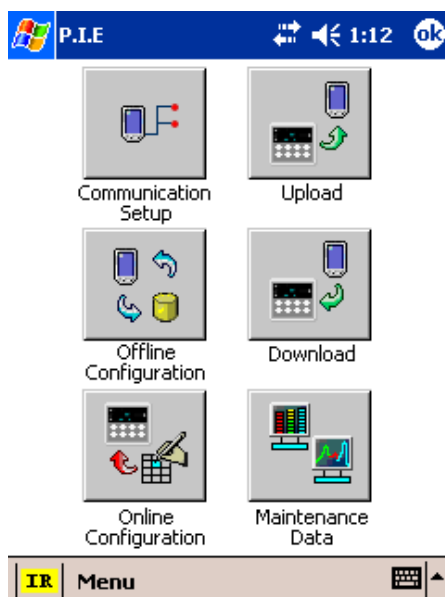 P.I.E 1:12 ok
Communication Setup
Upload
Offline Configuration
Download
Online Configuration
Maintenance Data
IR Menu